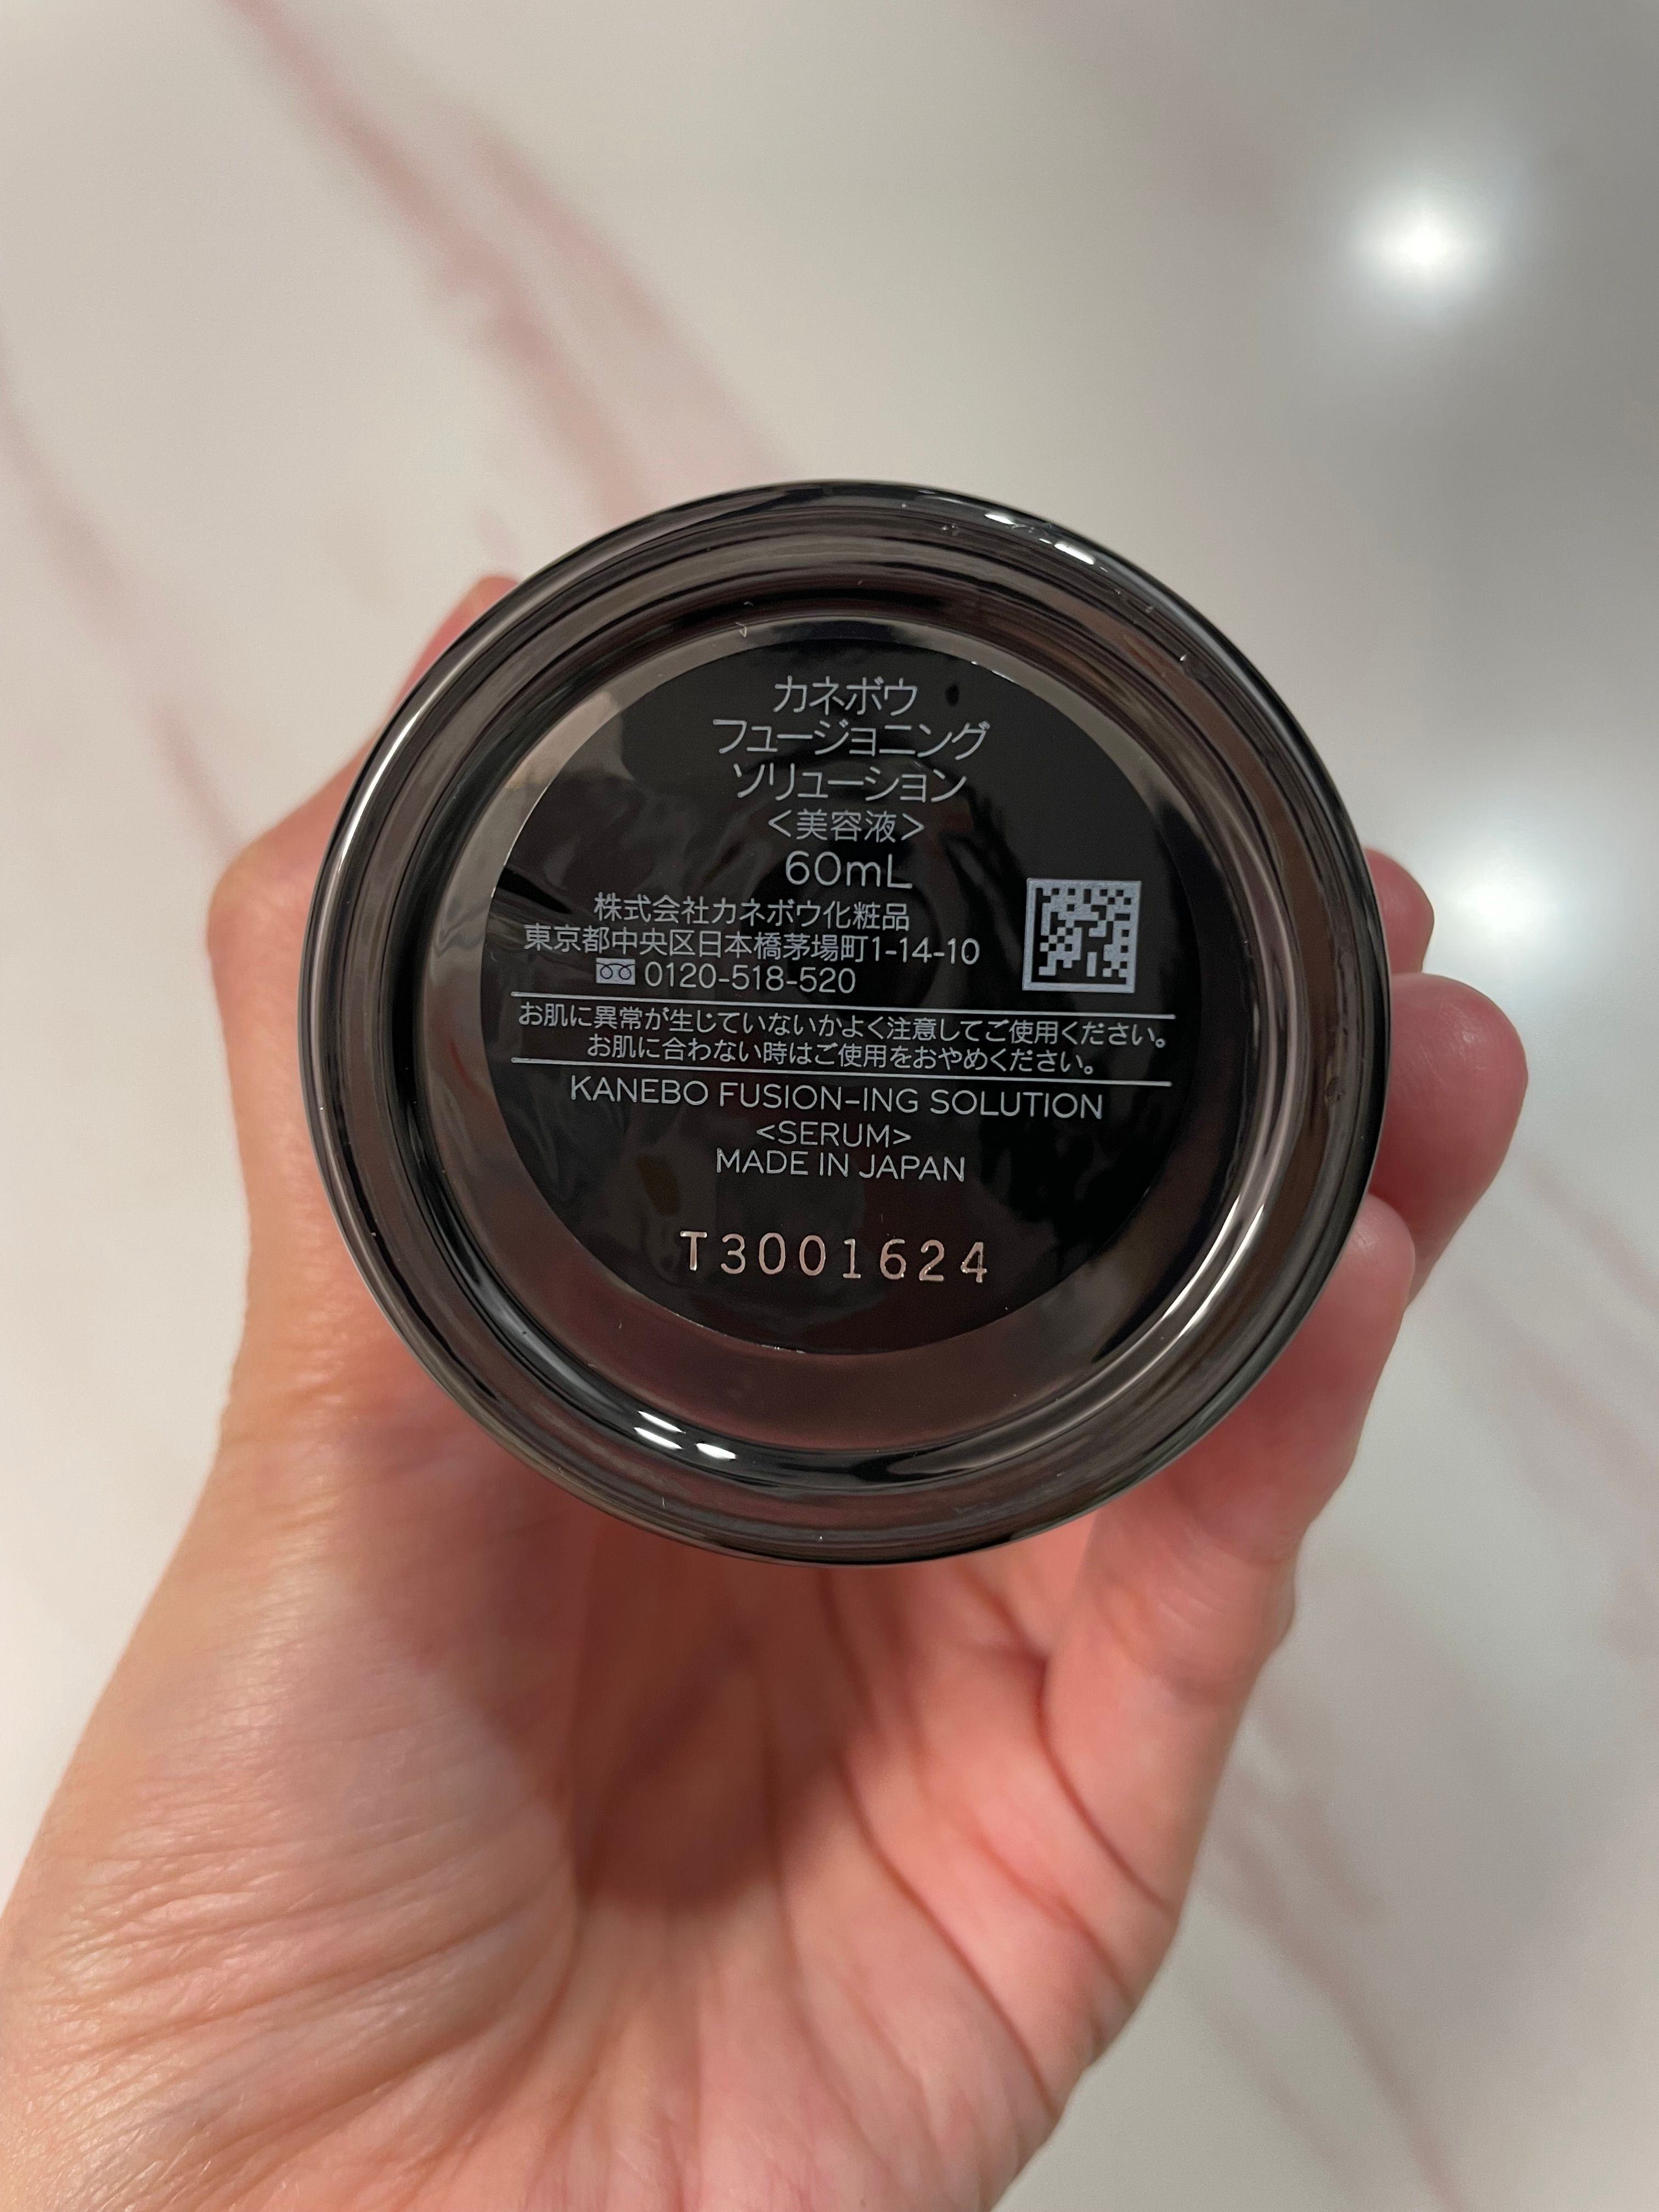 カネボウ
フュージョニング
ソリューション
<美容液>
60mL
株式会社カネボウ化粧品
東京都中央区日本橋茅場町1-14-10
0120-518-520
お肌に異常が生じていないかよく注意してご使用ください。
お肌に合わない時はご使用をおやめください。
KANEBO FUSION-ING SOLUTION
<SERUM>
MADE IN JAPAN
T3001624